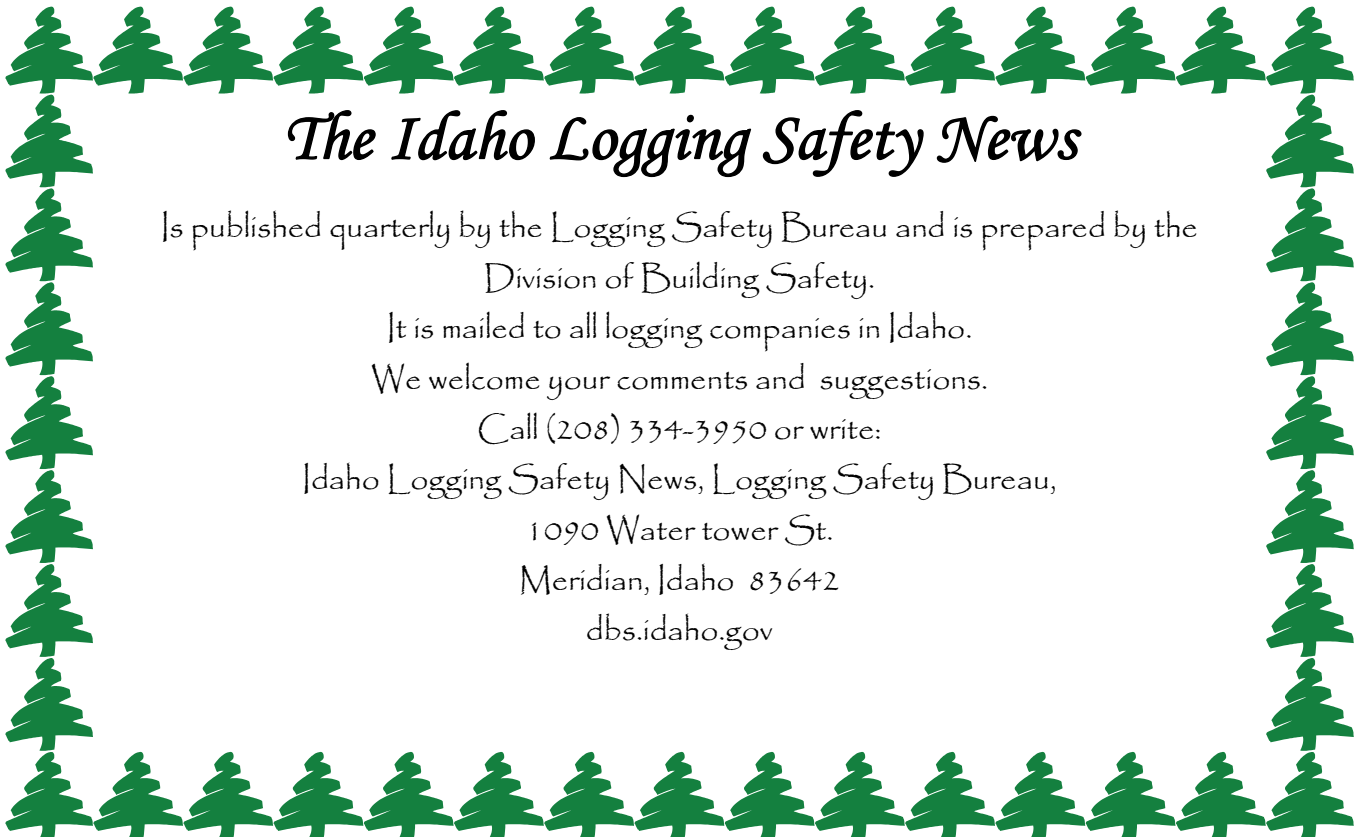 The Idaho Logging Safety News
Is published quarterly by the Logging Safety Bureau and is prepared by the
Division of Building Safety.
It is mailed to all logging companies in Idaho.
We welcome your comments and  suggestions.
Call (208) 334-3950 or write:
Idaho Logging Safety News, Logging Safety Bureau,
1090 Water tower St.
Meridian, Idaho  83642
dbs.idaho.gov